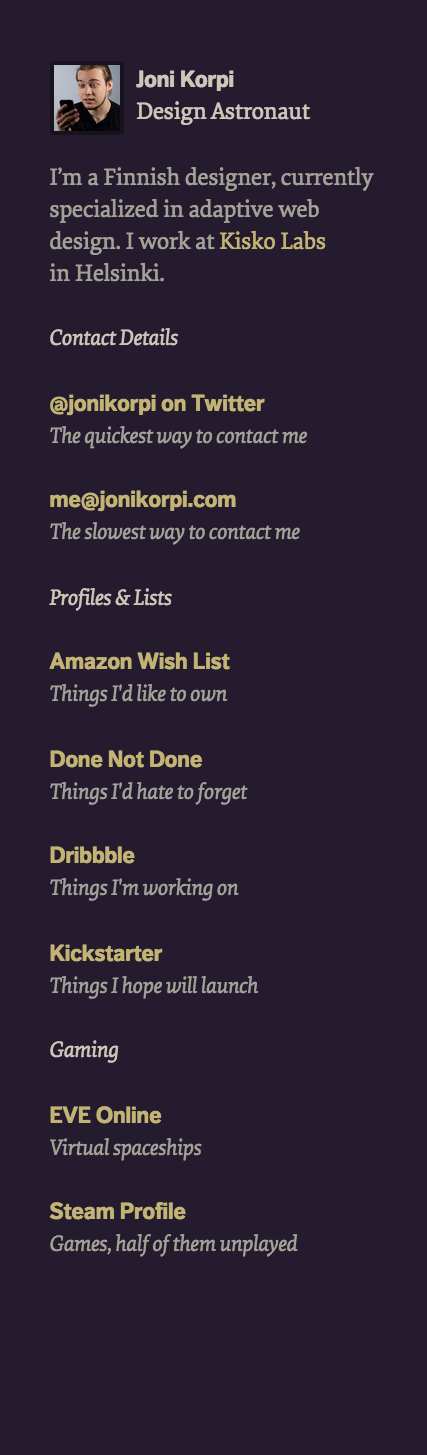 Joni Korpi
Design Astronaut
I’m a Finnish designer, currently
specialized in adaptive web
design. I work at Kisko Labs
in Helsinki.
Contact Details
@jonikorpi on Twitter
The quickest way to contact me
me@jonikorpi.com
The slowest way to contact me
Profiles & Lists
Amazon Wish List
Things I'd like to own
Done Not Done
Things I'd hate to forget
Dribbble
Things I'm working on
Kickstarter
Things I hope will launch
Gaming
EVE Online
Virtual spaceships
Steam Profile
Games, half of them unplayed